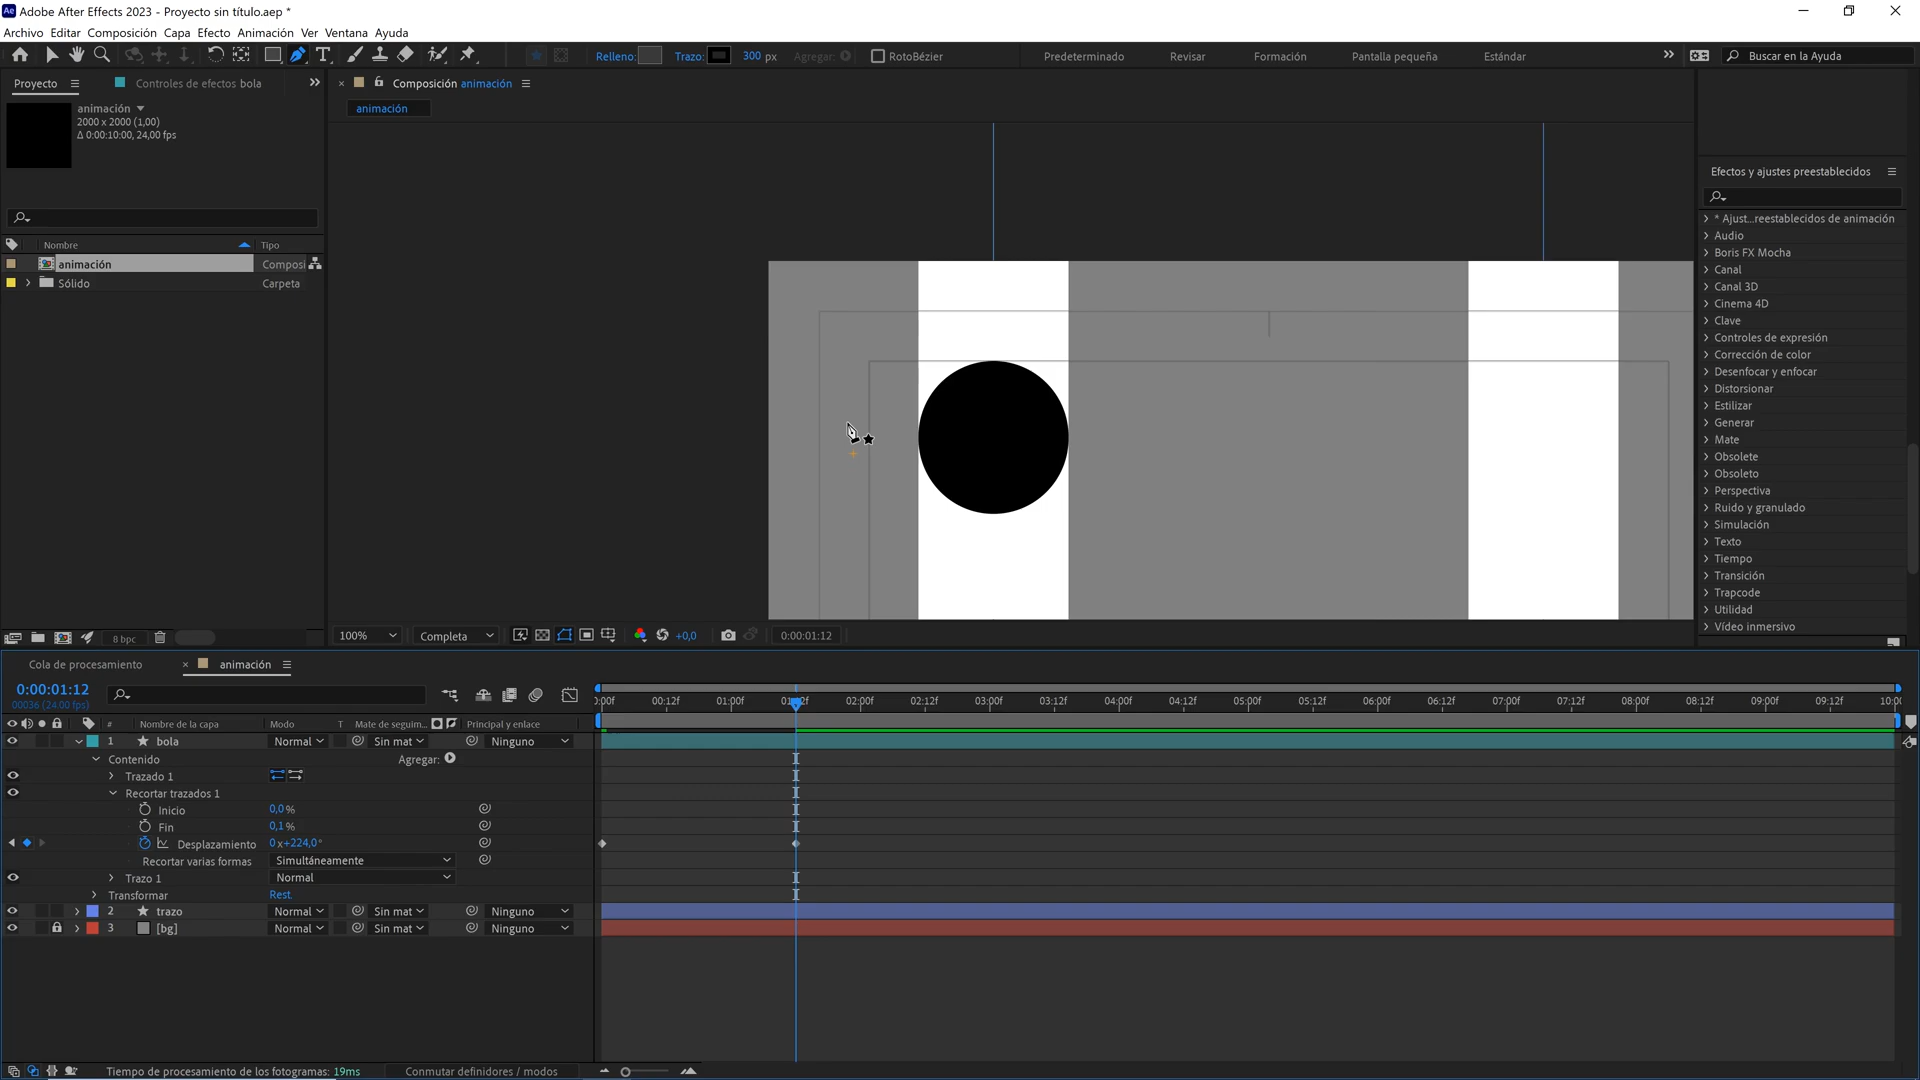 Adobe After Effects 2023 - Proyecto sin título.aep *
Archivo Editar Composición Capa Efecto Animación Ver Ventana Ayuda
Relleno: Trazo: 300 px Agregar: RotoBézier Predeterminado Revisar Formación Pantalla pequeña Estándar Buscar en la Ayuda
Proyecto Controles de efectos bola
Composición animación
animación
animación
2000 x 2000 (1,00)
Δ 0:00:10:00, 24,00 fps
Nombre Tipo
animación Composi
Sólido Carpeta
8 bpc
100% Completa +0,0 0:00:01:12
Efectos y ajustes preestablecidos
* Ajust...reestablecidos de animación
Audio
Boris FX Mocha
Canal
Canal 3D
Cinema 4D
Clave
Controles de expresión
Corrección de color
Desenfocar y enfocar
Distorsionar
Estilizar
Generar
Mate
Obsolete
Obsoleto
Perspectiva
Ruido y granulado
Simulación
Texto
Tiempo
Transición
Trapcode
Utilidad
Vídeo inmersivo
Cola de procesamiento animación
0:00:01:12
00036 (24.00 fps)
):00f 00:12f 01:00f 01:12f 02:00f 02:12f 03:00f 03:12f 04:00f 04:12f 05:00f 05:12f 06:00f 06:12f 07:00f 07:12f 08:00f 08:12f 09:00f 09:12f 10:00
# Nombre de la capa Modo T Mate de seguim... Principal y enlace
1 bola Normal Sin mat Ninguno
Contenido Agregar:
Trazado 1
Recortar trazados 1
Inicio 0,0 %
Fin 0,1 %
Desplazamiento 0 x+224,0°
Recortar varias formas Simultáneamente
Trazo 1 Normal
Transformar Rest.
2 trazo Normal Sin mat Ninguno
3 [bg] Normal Sin mat Ninguno
Tiempo de procesamiento de los fotogramas: 19ms Conmutar definidores / modos